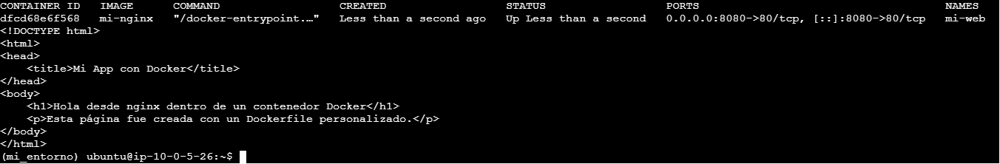 CONTAINER ID   IMAGE      COMMAND                  CREATED                  STATUS                  PORTS                                     NAMES
dfcd68e6f568   mi-nginx   "/docker-entrypoint.…"   Less than a second ago   Up Less than a second   0.0.0.0:8080->80/tcp, [::]:8080->80/tcp   mi-web
<!DOCTYPE html>
<html>
<head>
    <title>Mi App con Docker</title>
</head>
<body>
    <h1>Hola desde nginx dentro de un contenedor Docker</h1>
    <p>Esta página fue creada con un Dockerfile personalizado.</p>
</body>
</html>
(mi_entorno) ubuntu@ip-10-0-5-26:~$